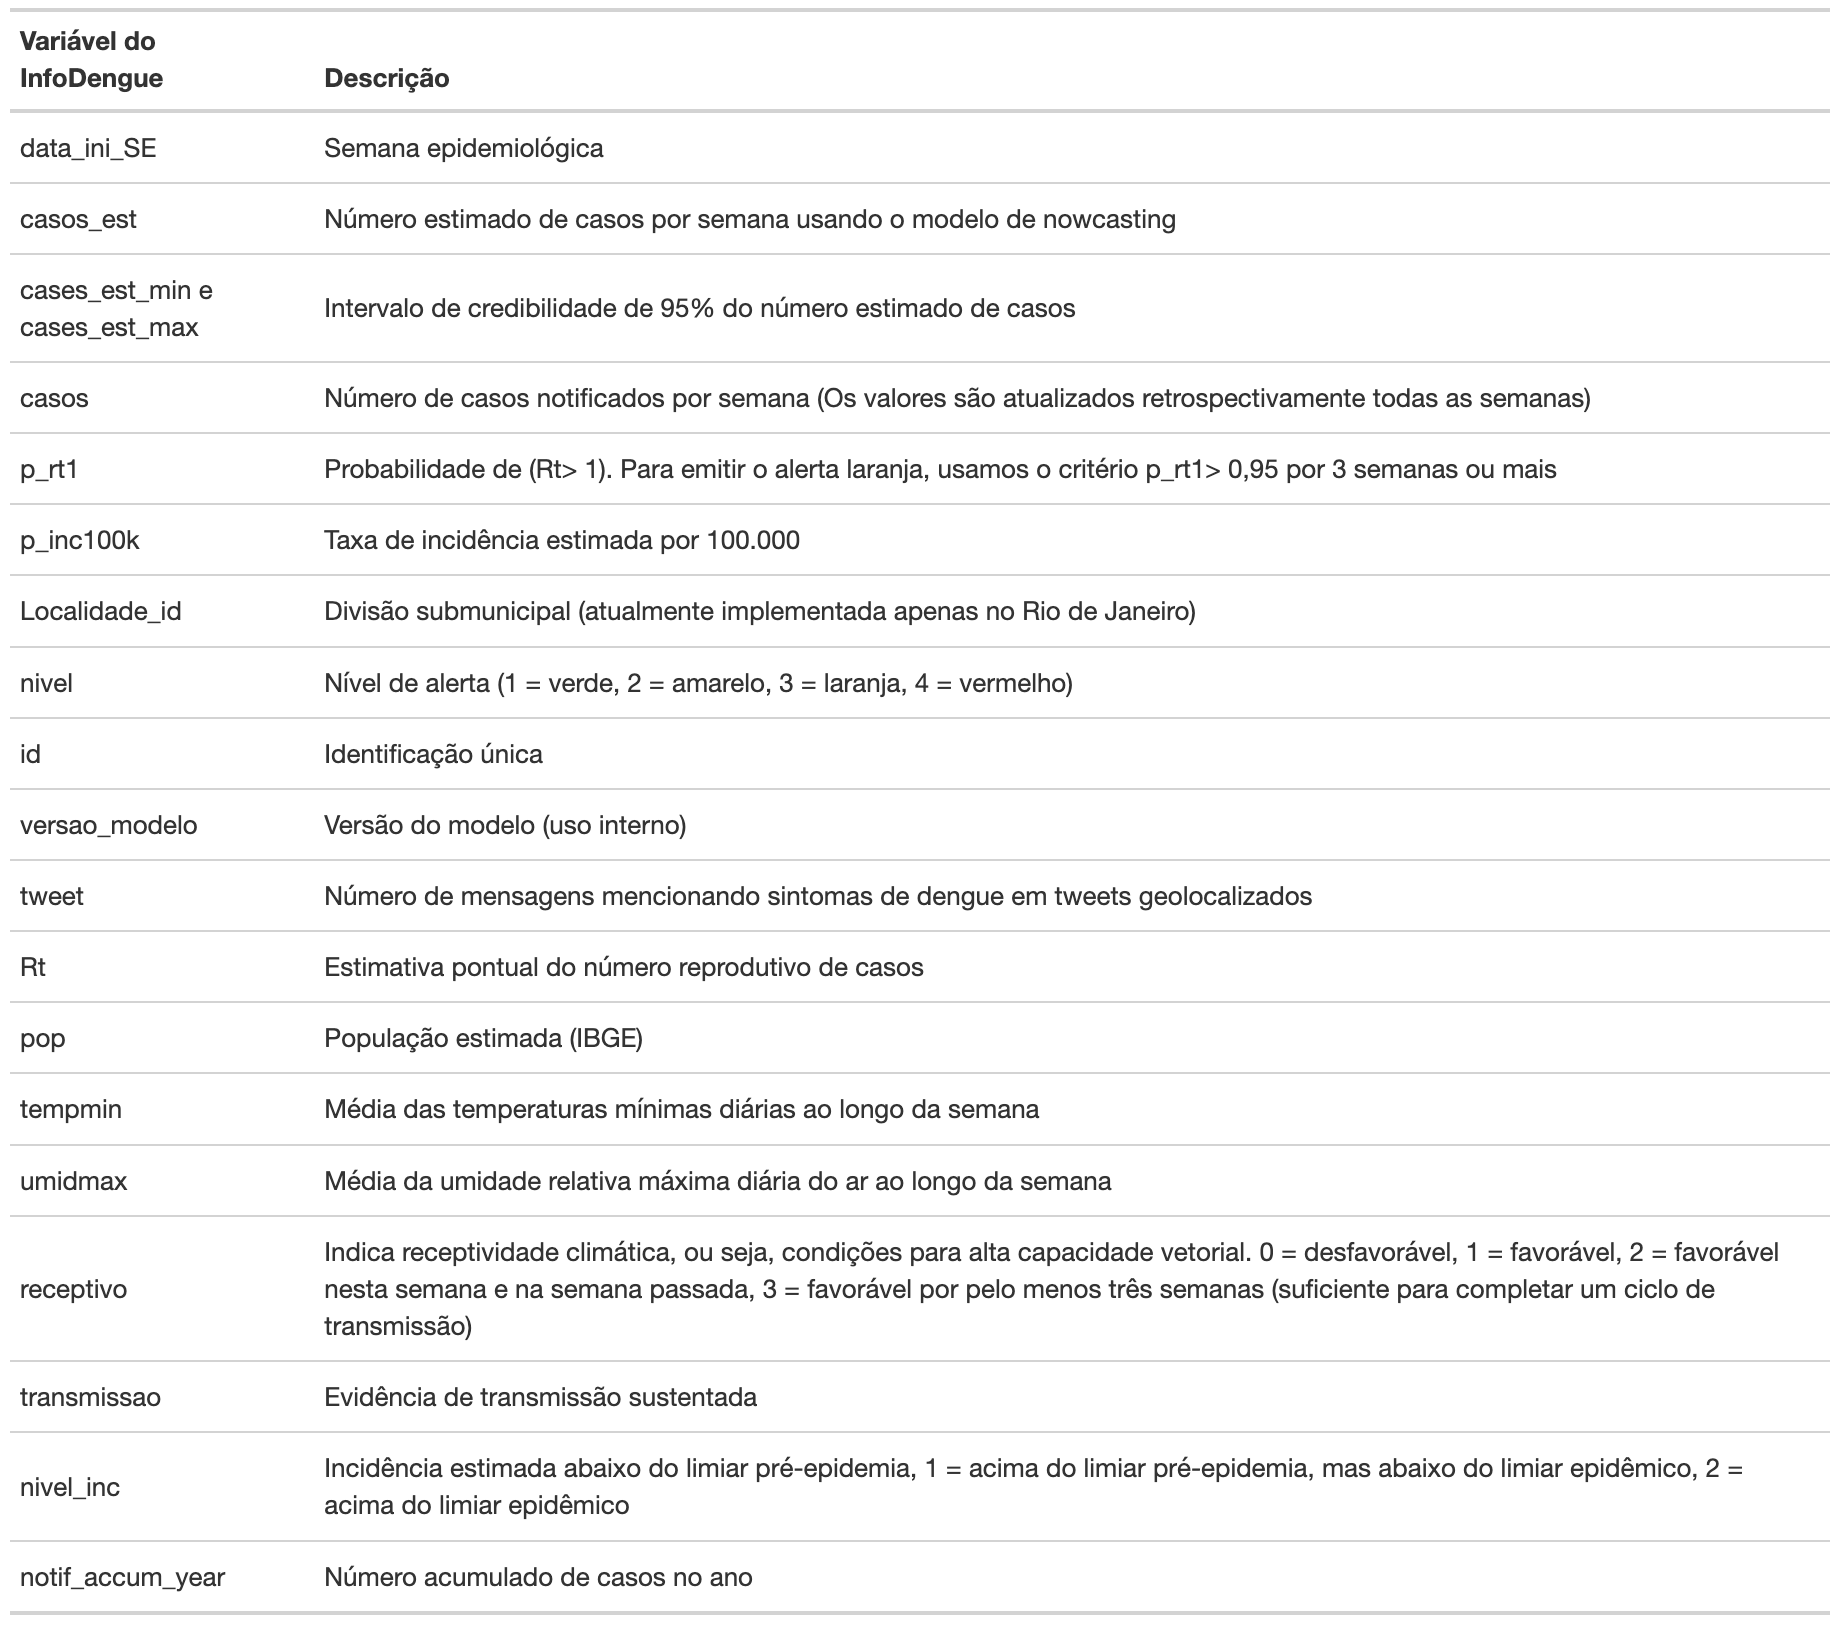 Variável do
InfoDengue
Descrição
data_ini_SE
Semana epidemiológica
casos_est
Número estimado de casos por semana usando o modelo de nowcasting
cases_est_min e
cases_est_max
Intervalo de credibilidade de 95% do número estimado de casos
casos
Número de casos notificados por semana (Os valores são atualizados retrospectivamente todas as semanas)
p_rt1
Probabilidade de (Rt> 1). Para emitir o alerta laranja, usamos o critério p_rt1> 0,95 por 3 semanas ou mais
p_inc100k
Taxa de incidência estimada por 100.000
Localidade_id
Divisão submunicipal (atualmente implementada apenas no Rio de Janeiro)
nivel
Nível de alerta (1 = verde, 2 = amarelo, 3 = laranja, 4 = vermelho)
id
Identificação única
versao_modelo
Versão do modelo (uso interno)
tweet
Número de mensagens mencionando sintomas de dengue em tweets geolocalizados
Rt
Estimativa pontual do número reprodutivo de casos
pop
População estimada (IBGE)
tempmin
Média das temperaturas mínimas diárias ao longo da semana
umidmax
Média da umidade relativa máxima diária do ar ao longo da semana
receptivo
Indica receptividade climática, ou seja, condições para alta capacidade vetorial. 0 = desfavorável, 1 = favorável, 2 = favorável
nesta semana e na semana passada, 3 = favorável por pelo menos três semanas (suficiente para completar um ciclo de
transmissão)
transmissao
Evidência de transmissão sustentada
nivel_inc
Incidência estimada abaixo do limiar pré-epidemia, 1 = acima do limiar pré-epidemia, mas abaixo do limiar epidêmico, 2 =
acima do limiar epidêmico
notif_accum_year
Número acumulado de casos no ano